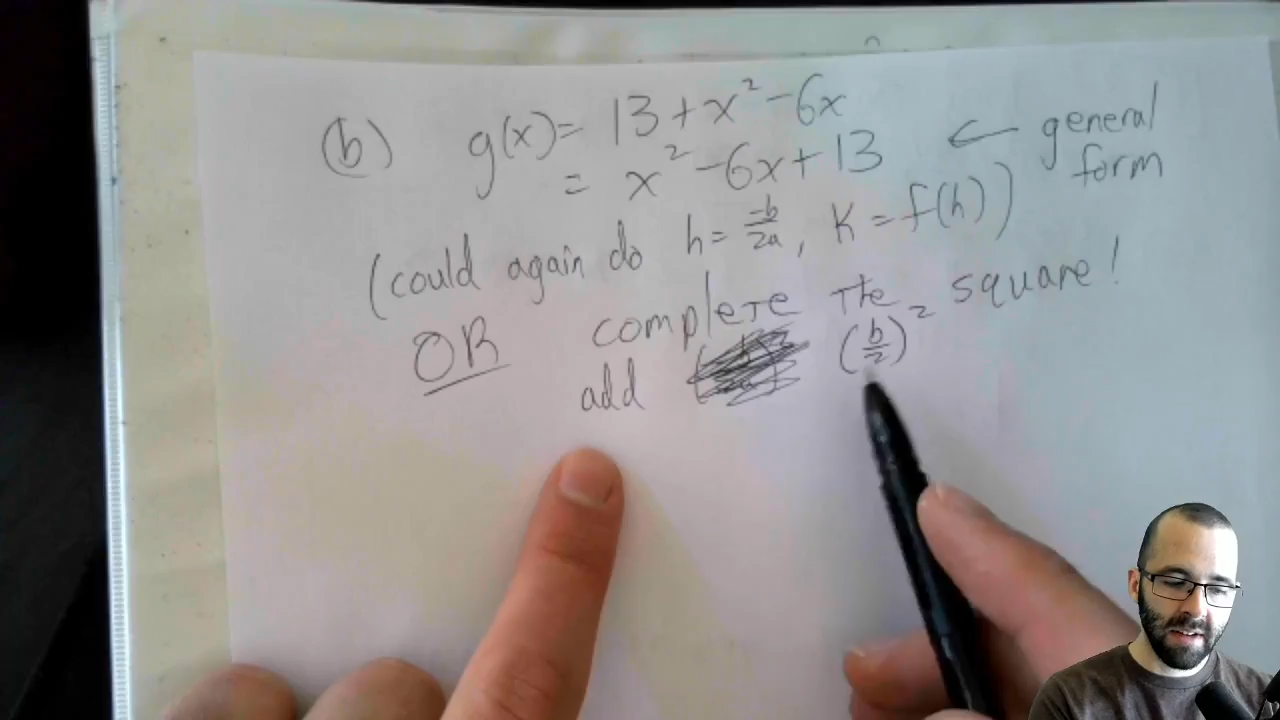 (b) g(x) = 13 + x² - 6x
= x² - 6x + 13 ← general form
(could again do h = -b/2a, K = f(h))
OR complete the square!
add (b/2)²